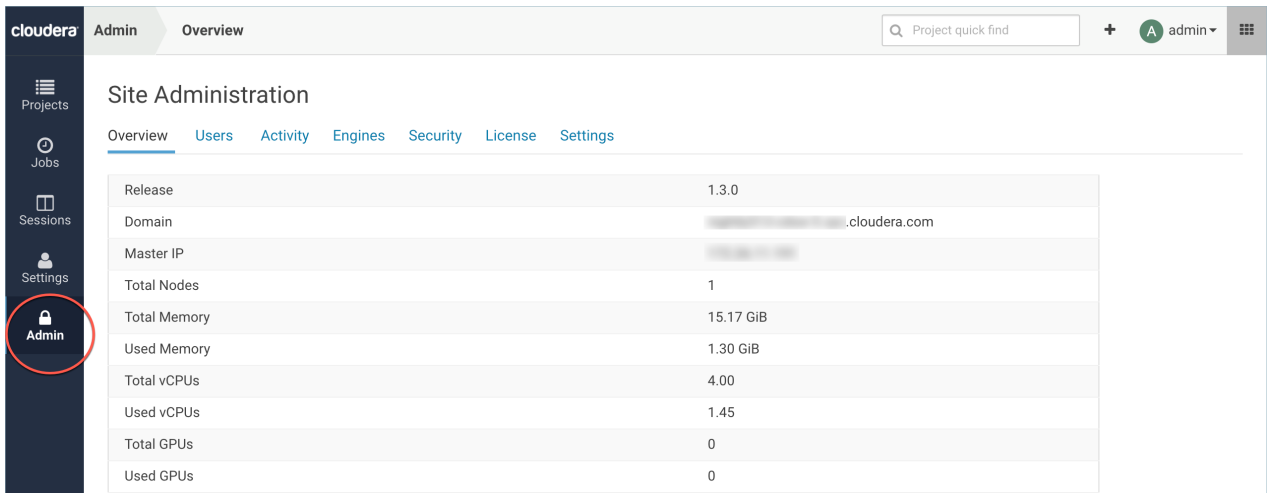 cloudera
Admin Overview
Project quick find
+
A admin
Projects
Jobs
Sessions
Settings
Admin
Site Administration
Overview Users Activity Engines Security License Settings
Release 1.3.0
Domain .cloudera.com
Master IP
Total Nodes 1
Total Memory 15.17 GiB
Used Memory 1.30 GiB
Total vCPUs 4.00
Used vCPUs 1.45
Total GPUs 0
Used GPUs 0